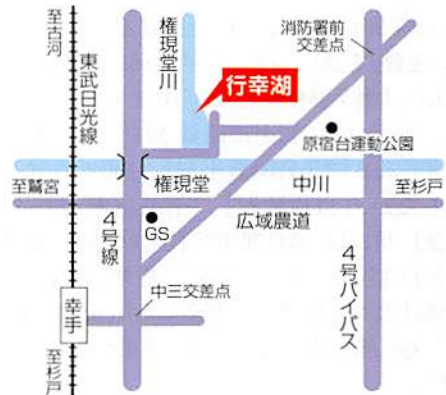 至古河
東武日光線
権現堂川
行幸湖
消防署前
交差点
原宿台運動公園
至鷲宮
権現堂
中川
至杉戸
4号線
GS
広域農道
4号バイパス
中三交差点
幸手
至杉戸